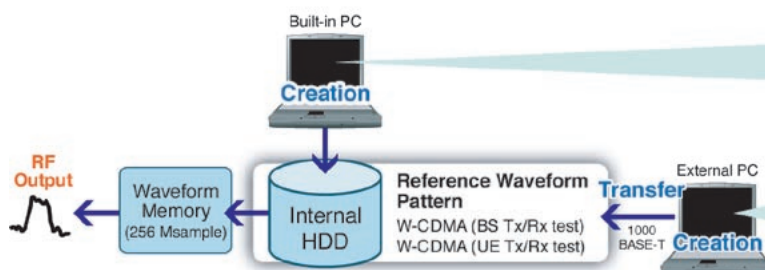 Built-in PC
Creation
RF
Output
Waveform
Memory
(256 Msample)
Internal
HDD
Reference Waveform
Pattern
W-CDMA (BS Tx/Rx test)
W-CDMA (UE Tx/Rx test)
Transfer
1000
BASE-T
External PC
Creation